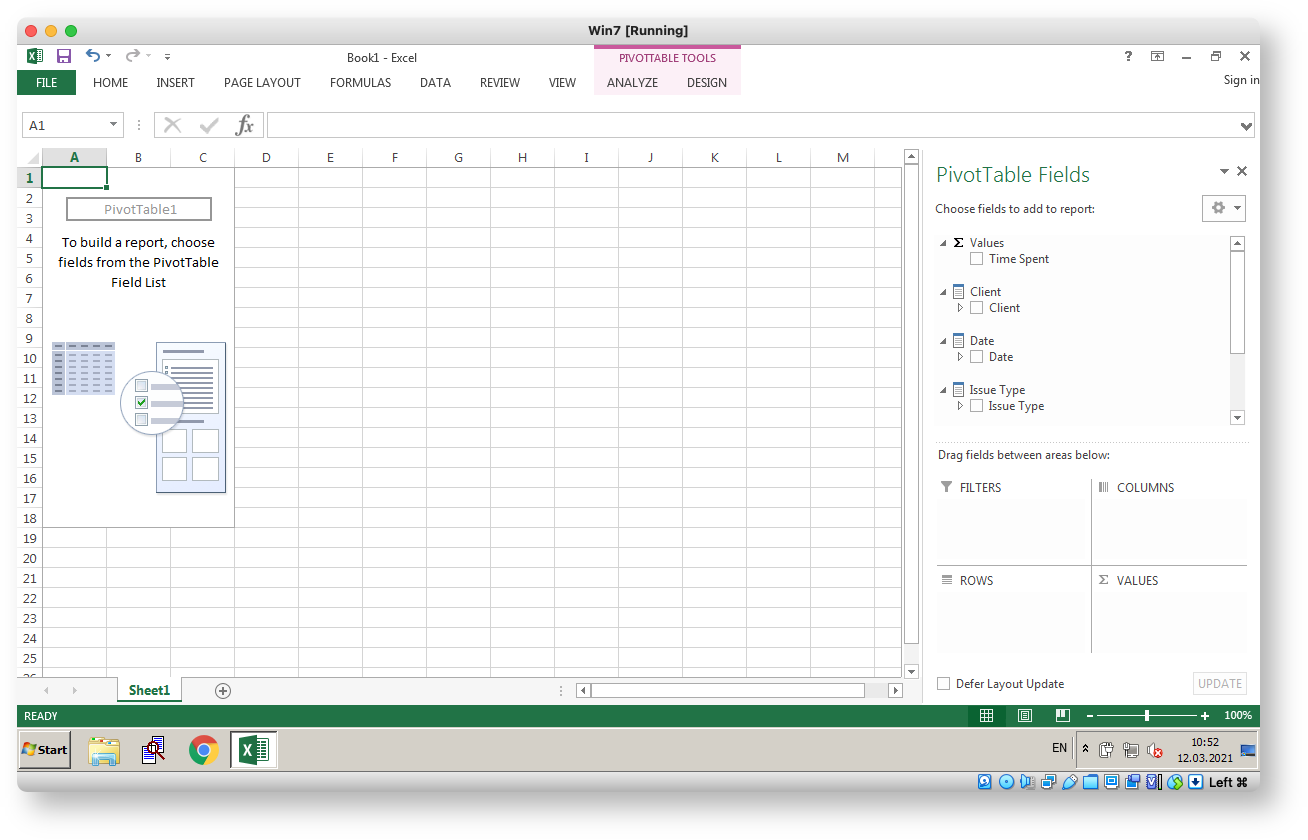 Win7 [Running]
Book1 - Excel
PIVOTTABLE TOOLS
?
FILE HOME INSERT PAGE LAYOUT FORMULAS DATA REVIEW VIEW ANALYZE DESIGN
Sign in
A1
fx
A B C D E F G H I J K L M
1
2
3
4
5
6
7
8
9
10
11
12
13
14
15
16
17
18
19
20
21
22
23
24
25
26
PivotTable1
To build a report, choose
fields from the PivotTable
Field List
PivotTable Fields
Choose fields to add to report:
Σ Values
Time Spent
Client
Client
Date
Date
Issue Type
Issue Type
Drag fields between areas below:
FILTERS
COLUMNS
ROWS
Σ VALUES
Defer Layout Update
UPDATE
Sheet1
READY
100%
Start
EN
10:52
12.03.2021
Left ⌘